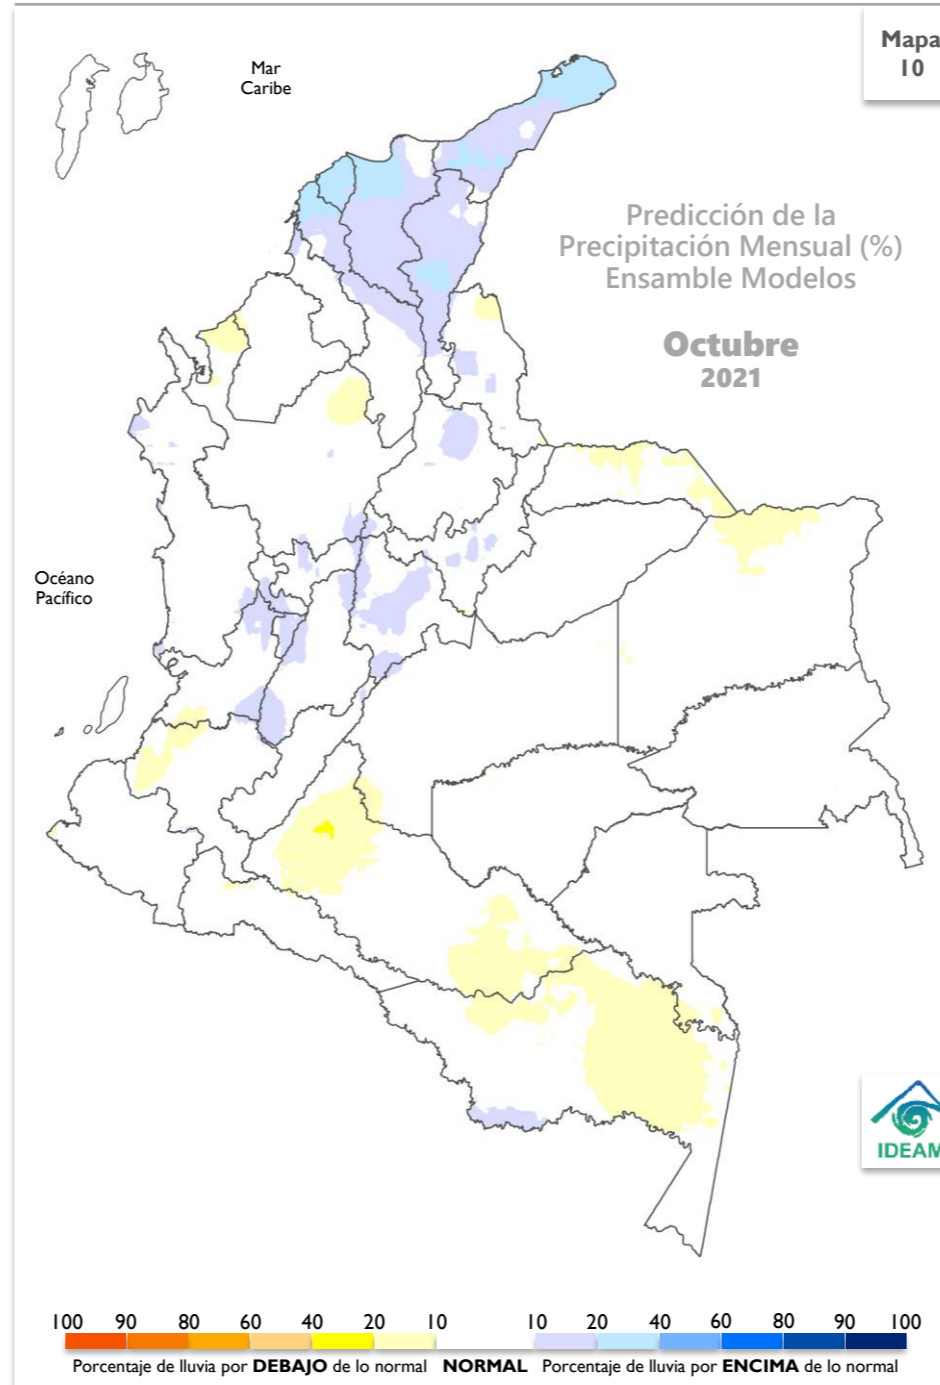 Mapa
10
Mar
Caribe
Predicción de la
Precipitación Mensual (%)
Ensamble Modelos
Octubre
2021
Océano
Pacífico
IDEAM
100 90 80 60 40 20 10 10 20 40 60 80 90 100
Porcentaje de lluvia por DEBAJO de lo normal NORMAL Porcentaje de lluvia por ENCIMA de lo normal